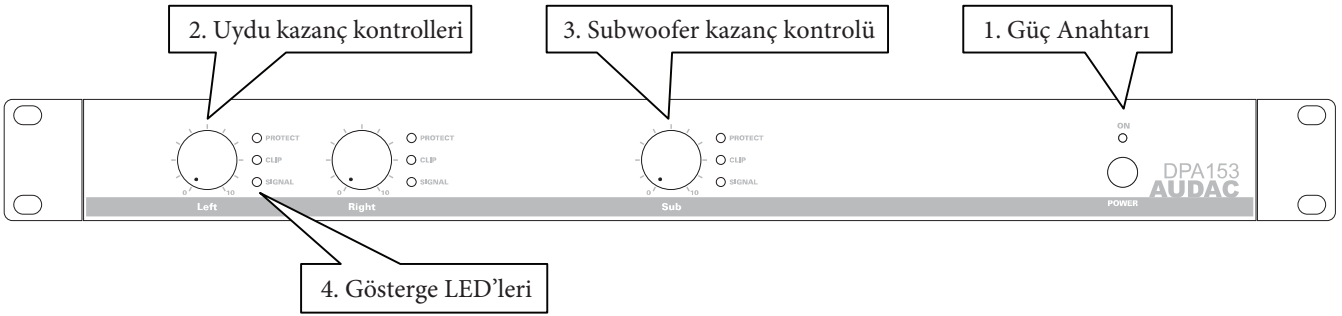 2. Uydu kazanç kontrolleri
3. Subwoofer kazanç kontrolü
1. Güç Anahtarı
PROTECT
CLIP
SIGNAL
0
10
Left
PROTECT
CLIP
SIGNAL
0
10
Right
PROTECT
CLIP
SIGNAL
0
10
Sub
ON
POWER
DPA153
AUDAC
4. Gösterge LED’leri